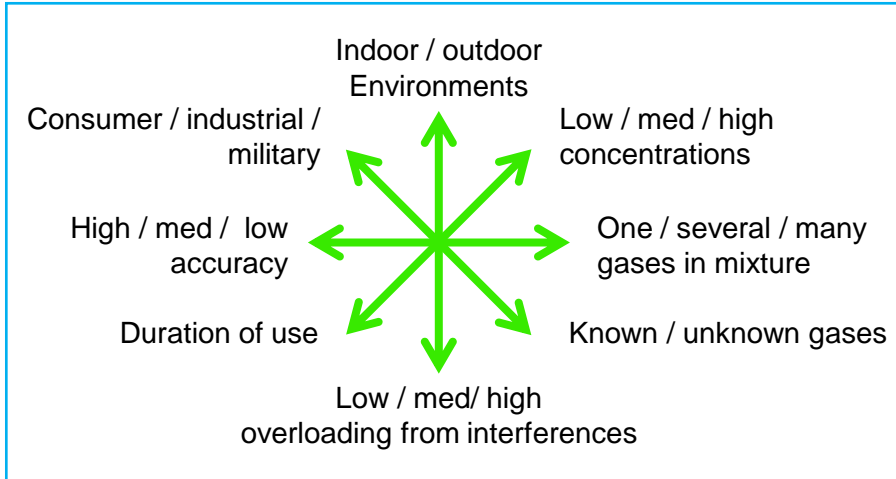 Indoor / outdoor
Environments
Consumer / industrial /
military
Low / med / high
concentrations
High / med / low
accuracy
One / several / many
gases in mixture
Duration of use
Known / unknown gases
Low / med/ high
overloading from interferences